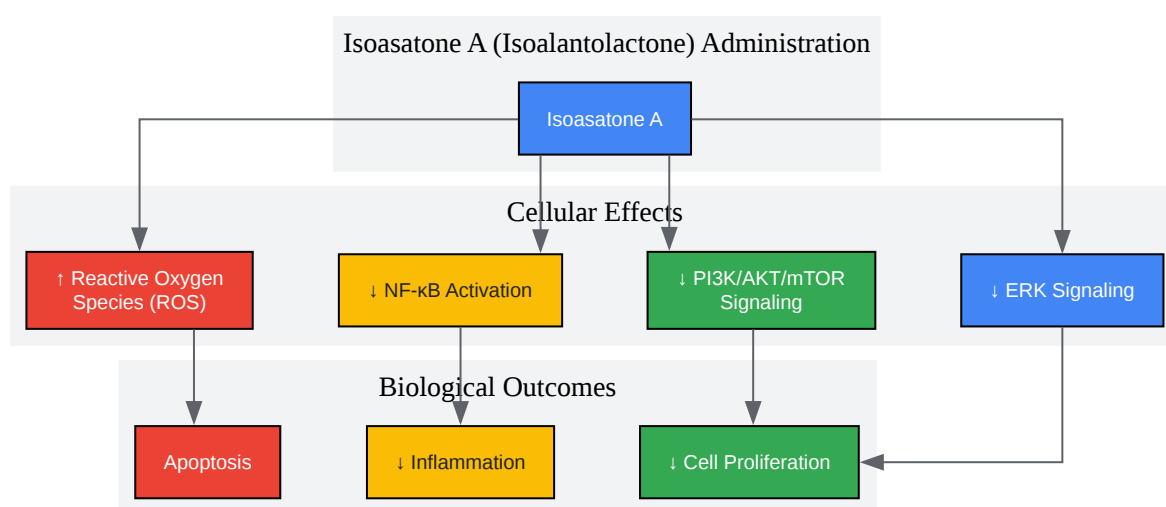 Isoasatone A (Isoalantolactone) Administration
Isoasatone A
Cellular Effects
↑ Reactive Oxygen
Species (ROS)
↓ NF-κB Activation
↓ PI3K/AKT/mTOR
Signaling
↓ ERK Signaling
Biological Outcomes
Apoptosis
↓ Inflammation
↓ Cell Proliferation